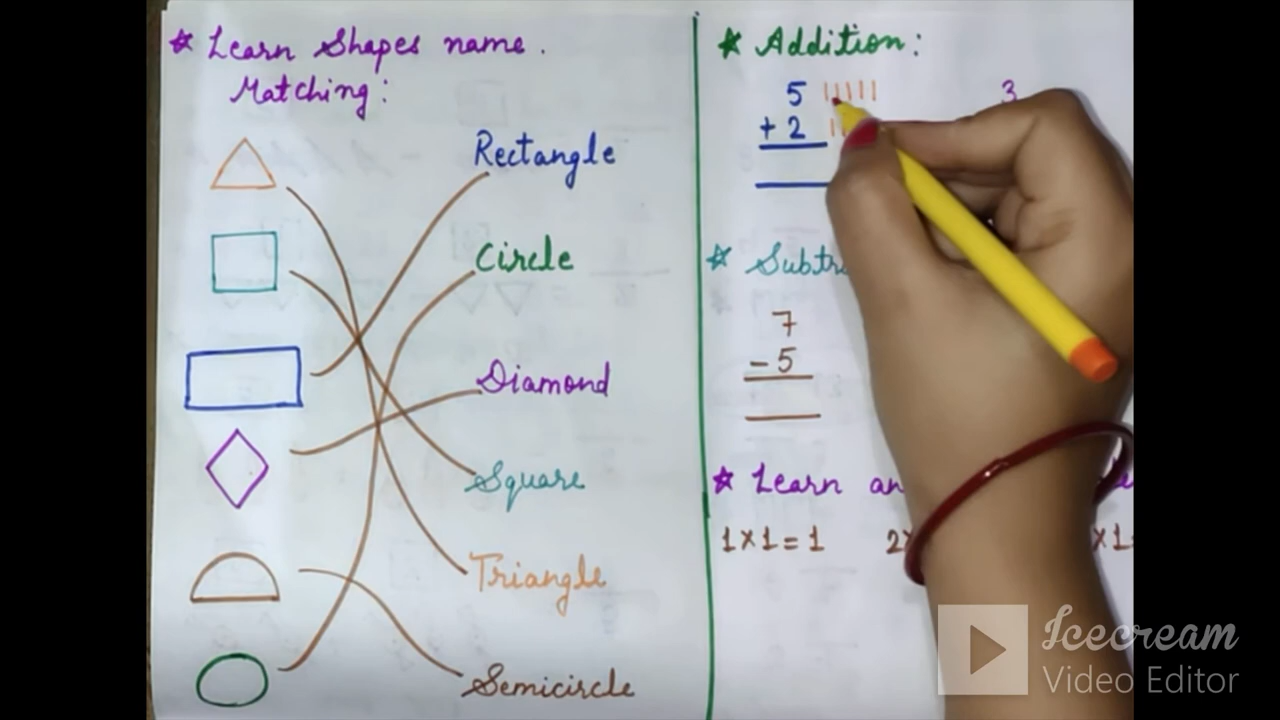 * Learn Shapes name.
Matching:
Rectangle
Circle
Diamond
Square
Triangle
Semicircle
* Addition:
5
+ 2
3
*
7
- 5
* Learn
1×1=1
Icecream
Video Editor